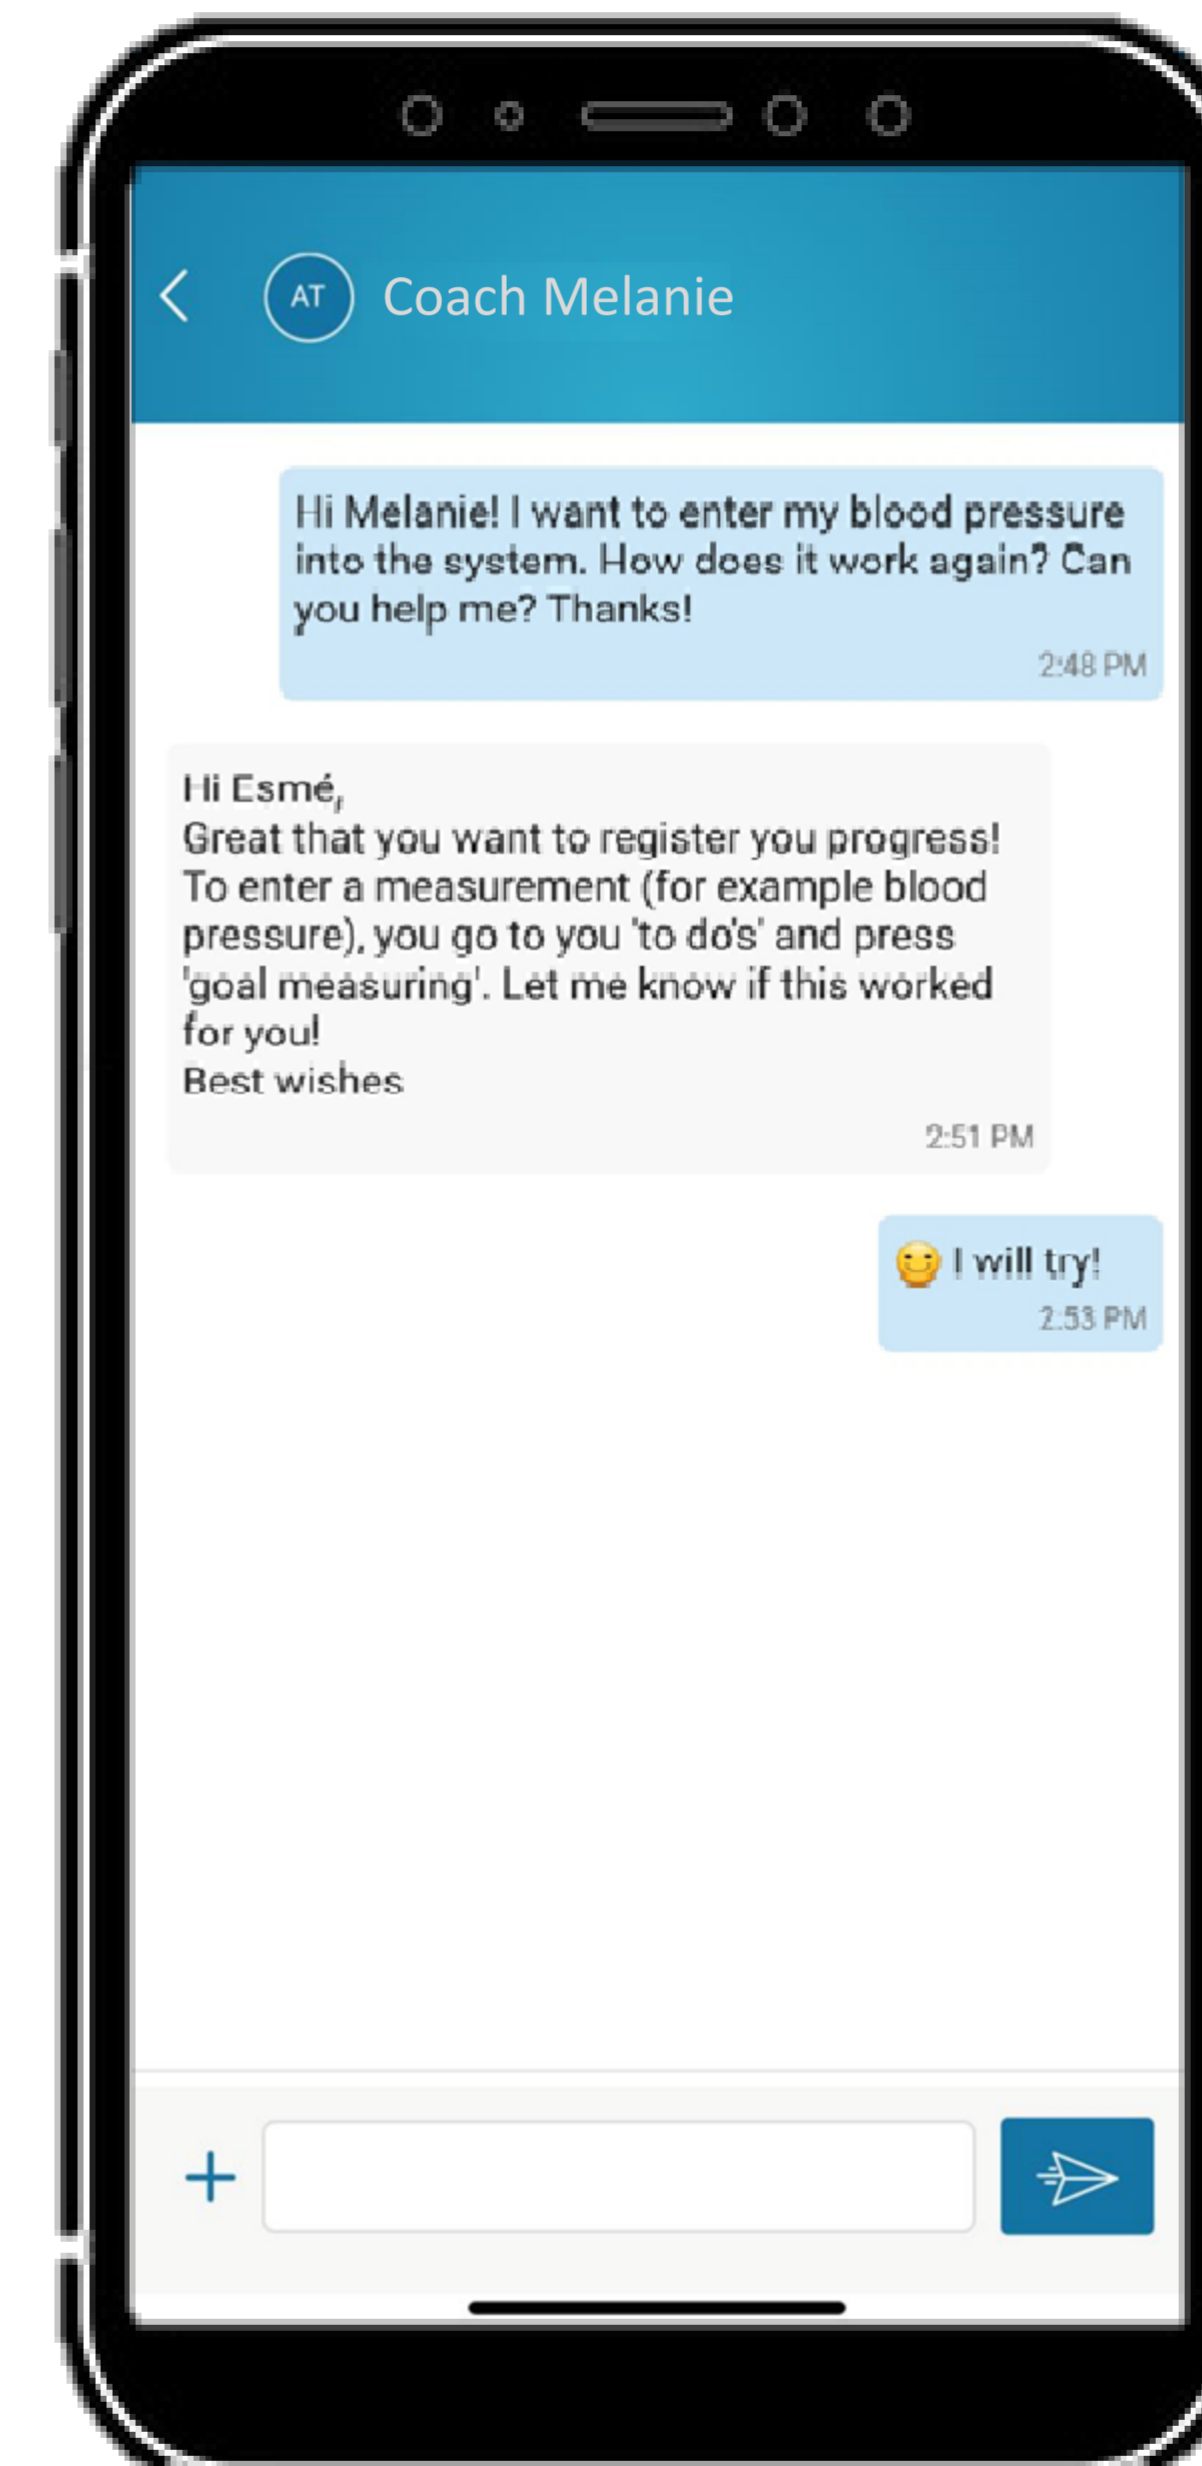 AT Coach Melanie
Hi Melanie! I want to enter my blood pressure
into the system. How does it work again? Can
you help me? Thanks!
2:48 PM
Hi Esmé,
Great that you want to register you progress!
To enter a measurement (for example blood
pressure), you go to you 'to do's' and press
'goal measuring'. Let me know if this worked
for you!
Best wishes
2:51 PM
😊 I will try!
2:53 PM